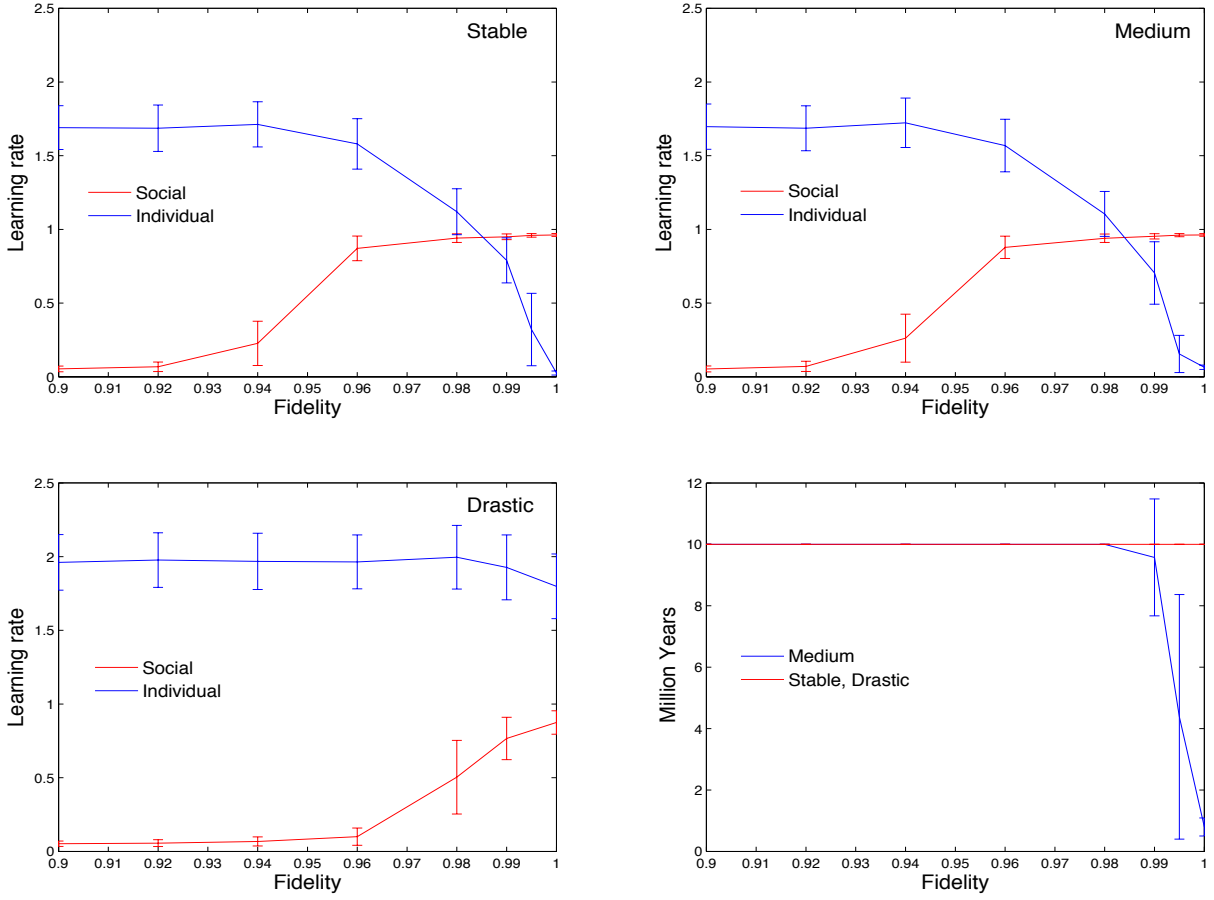 Stable
2.5
2
1.5
1
0.5
0
Learning rate
Social
Individual
0.9 0.91 0.92 0.93 0.94 0.95 0.96 0.97 0.98 0.99 1
Fidelity
Medium
2.5
2
1.5
1
0.5
0
Learning rate
Social
Individual
0.9 0.91 0.92 0.93 0.94 0.95 0.96 0.97 0.98 0.99 1
Fidelity
Drastic
2.5
2
1.5
1
0.5
0
Learning rate
Social
Individual
0.9 0.91 0.92 0.93 0.94 0.95 0.96 0.97 0.98 0.99 1
Fidelity
12
10
8
6
4
2
0
Million Years
Medium
Stable, Drastic
0.9 0.91 0.92 0.93 0.94 0.95 0.96 0.97 0.98 0.99 1
Fidelity